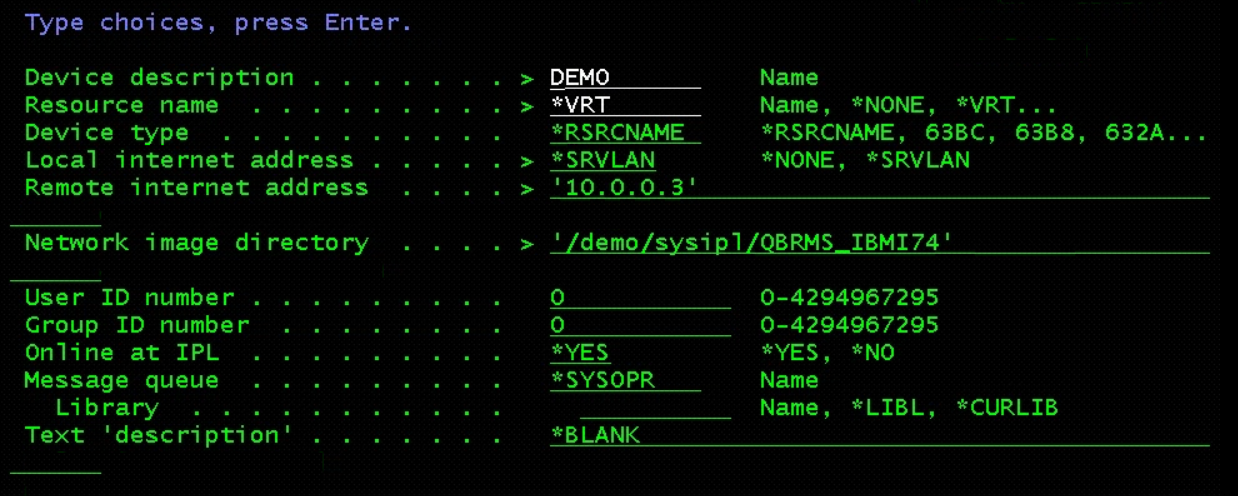 Type choices, press Enter.
Device description . . . . . . . > DEMO Name
Resource name . . . . . . . . . > *VRT Name, *NONE, *VRT...
Device type . . . . . . . . . . *RSRCNAME *RSRCNAME, 63BC, 63B8, 632A...
Local internet address . . . . . > *SRVLAN *NONE, *SRVLAN
Remote internet address . . . . > '10.0.0.3'
Network image directory . . . . > '/demo/sysipl/QBRMS_IBMI74'
User ID number . . . . . . . . . 0 0-4294967295
Group ID number . . . . . . . . 0 0-4294967295
Online at IPL . . . . . . . . . *YES *YES, *NO
Message queue . . . . . . . . . *SYSOPR Name
Library . . . . . . . . . . . Name, *LIBL, *CURLIB
Text 'description' . . . . . . . *BLANK